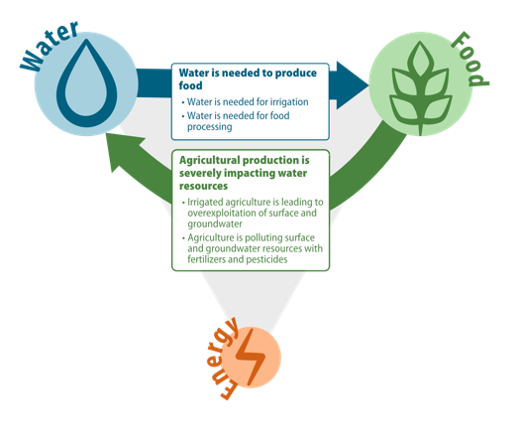 Water
Food
Water is needed to produce
food
• Water is needed for irrigation
• Water is needed for food
processing
Agricultural production is
severely impacting water
resources
• Irrigated agriculture is leading to
overexploitation of surface and
groundwater
• Agriculture is polluting surface
and groundwater resources with
fertilizers and pesticides
Energy